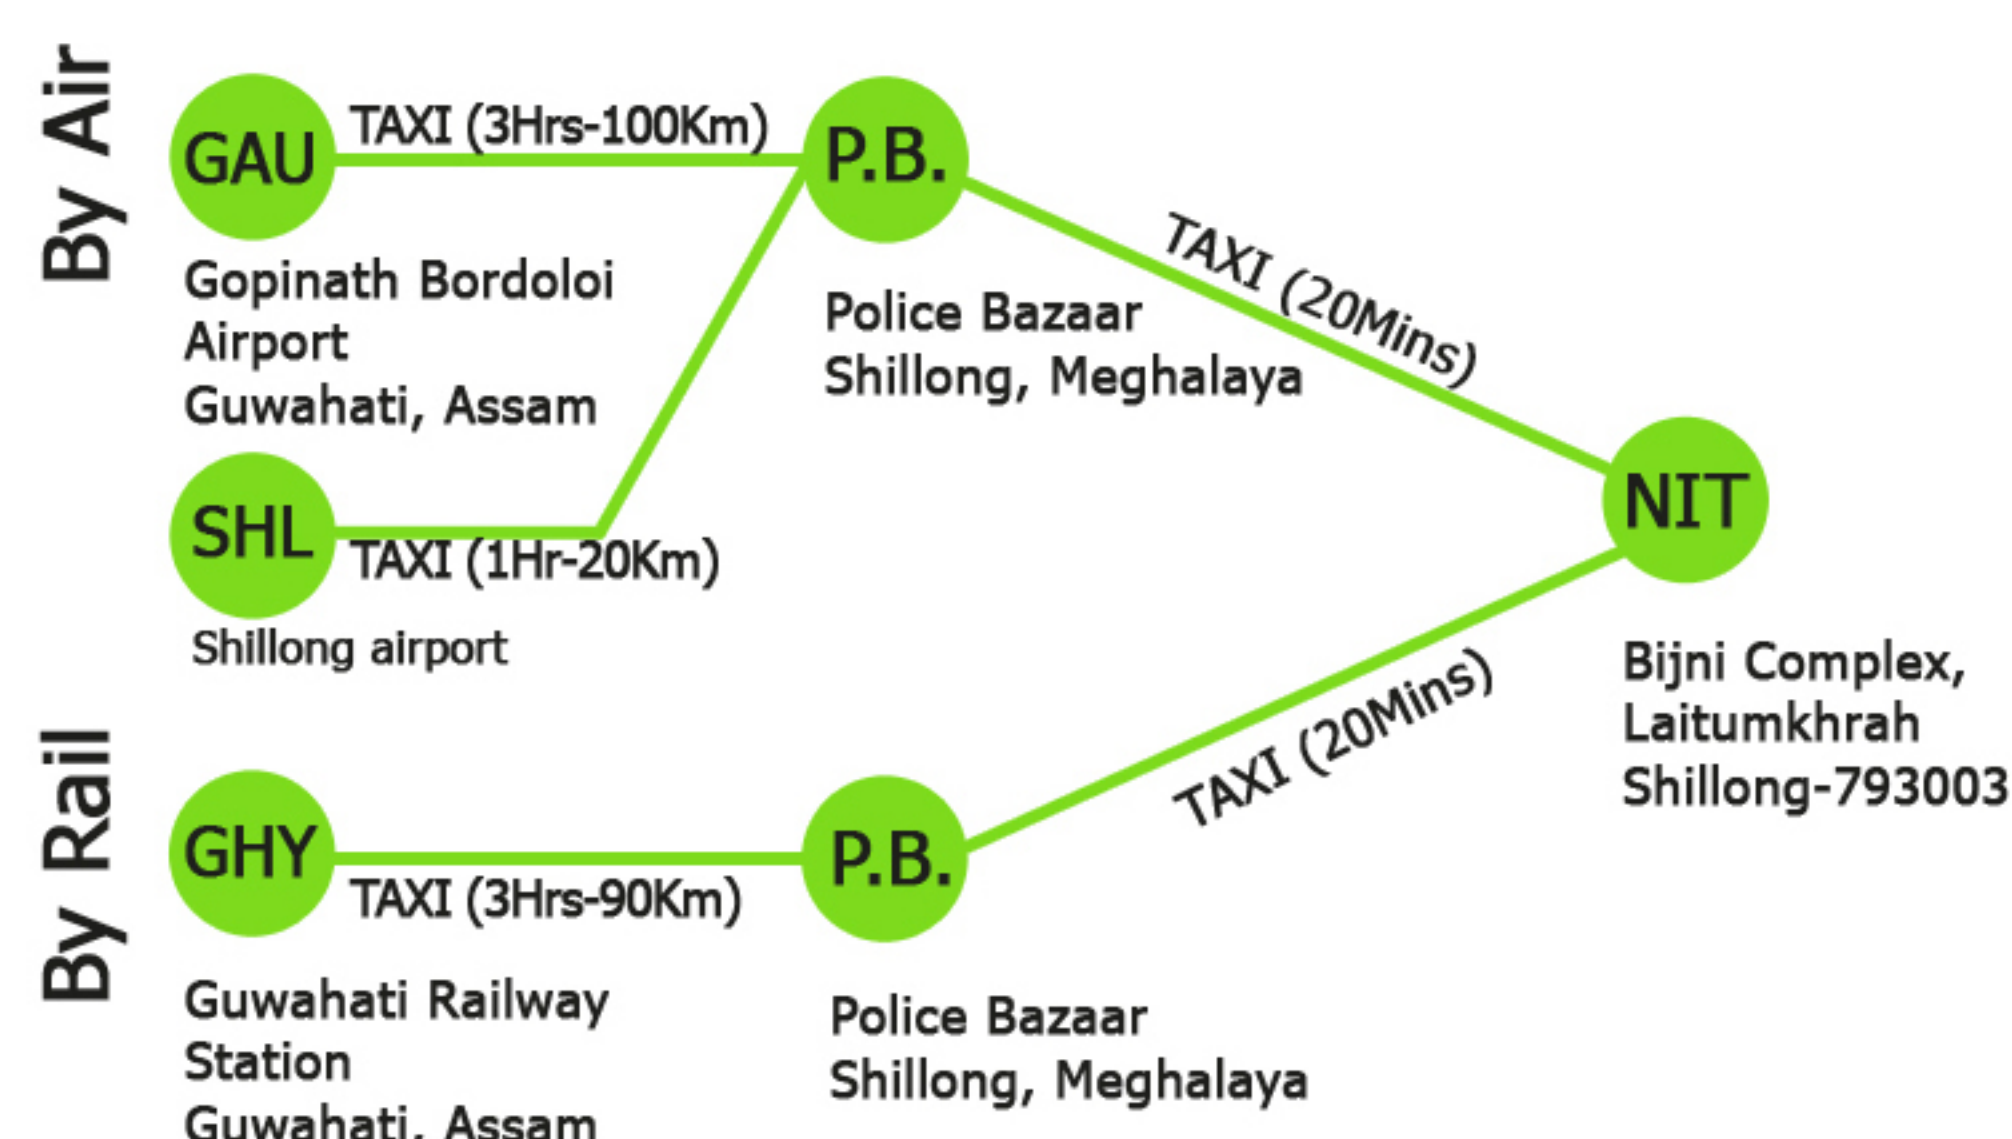 By Air
GAU
TAXI (3Hrs-100Km)
P.B.
Gopinath Bordoloi
Airport
Guwahati, Assam
Police Bazaar
Shillong, Meghalaya
TAXI (20Mins)
SHL
TAXI (1Hr-20Km)
Shillong airport
NIT
Bijni Complex,
Laitumkhrah
Shillong-793003
By Rail
GHY
TAXI (3Hrs-90Km)
P.B.
TAXI (20Mins)
Guwahati Railway
Station
Guwahati, Assam
Police Bazaar
Shillong, Meghalaya